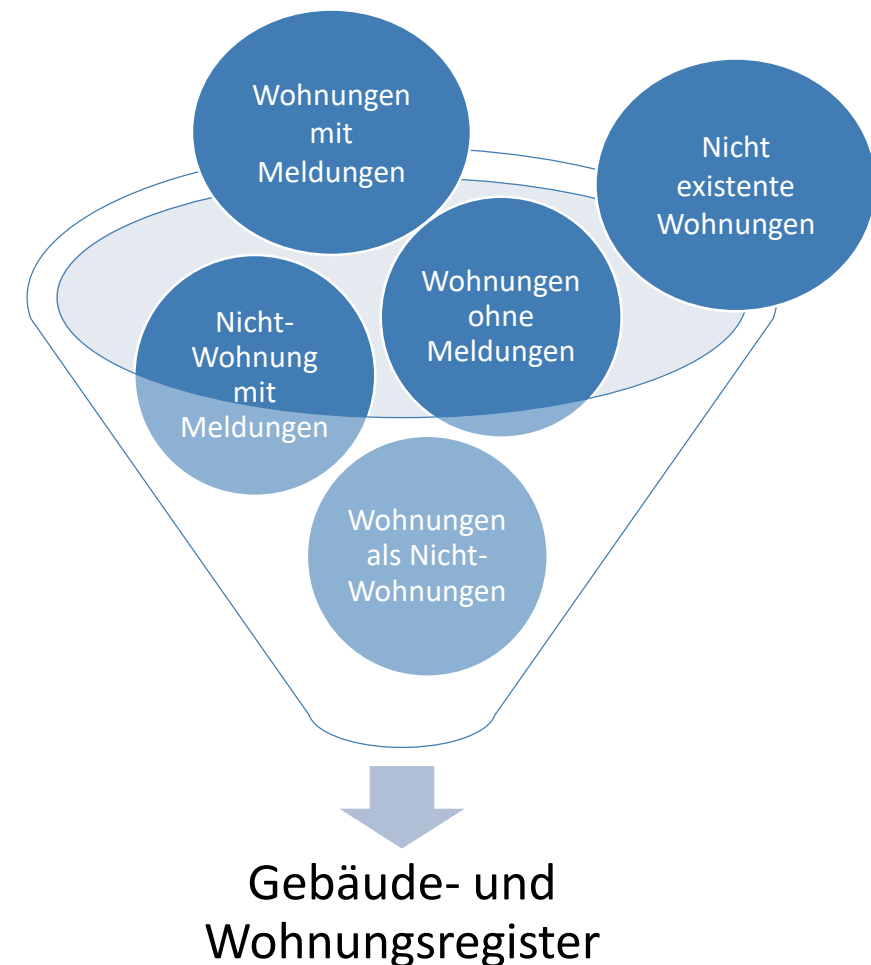 Wohnungen
mit
Meldungen
Nicht
existente
Wohnungen
Nicht-
Wohnung
mit
Meldungen
Wohnungen
ohne
Meldungen
Wohnungen
als Nicht-
Wohnungen
Gebäude- und
Wohnungsregister